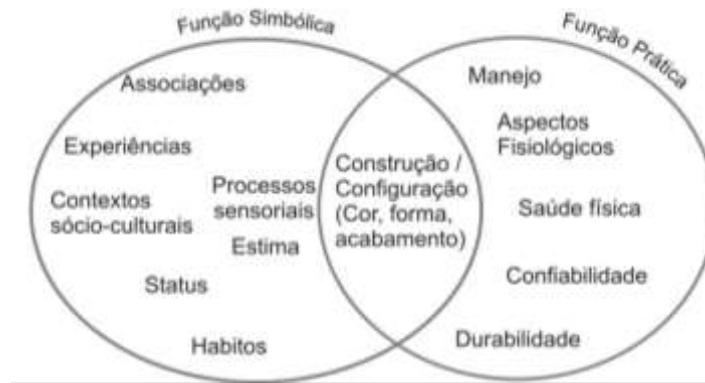 Função Simbólica
Função Prática
Associações
Experiências
Contextos
sócio-culturais
Processos
sensoriais
Estima
Status
Habitos
Construção /
Configuração
(Cor, forma,
acabamento)
Manejo
Aspectos
Fisiológicos
Saúde física
Confiabilidade
Durabilidade